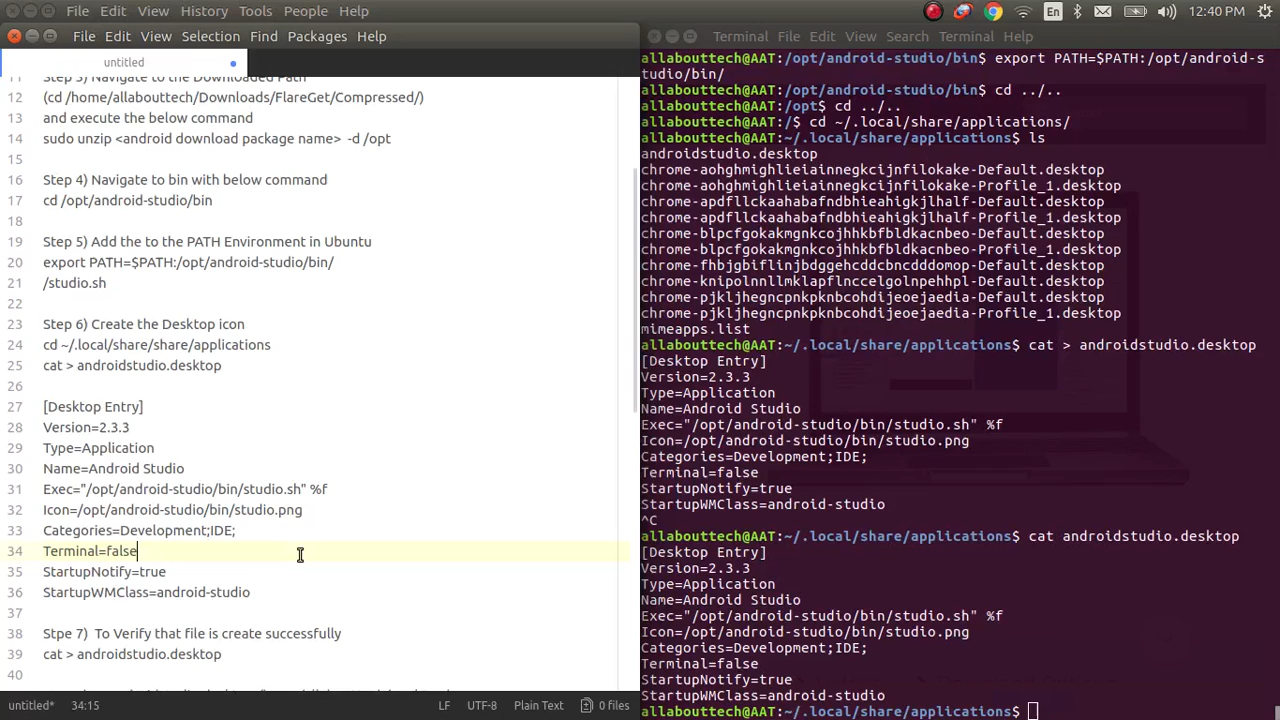 File Edit View History Tools Bookmarks People Help
En 12:40 PM
File Edit View Selection Find Packages Help
untitled
11 Step 3) Navigate to the Downloaded Path
12 (cd /home/allabouttech/Downloads/FlareGet/Compressed/)
13 and execute the below command
14 sudo unzip <android download package name>  -d /opt
15
16 Step 4) Navigate to bin with below command
17 cd /opt/android-studio/bin
18
19 Step 5) Add the to the PATH Environment in Ubuntu
20 export PATH=$PATH:/opt/android-studio/bin/
21 /studio.sh
22
23 Step 6) Create the Desktop icon
24 cd ~/.local/share/share/applications
25 cat > androidstudio.desktop
26
27 [Desktop Entry]
28 Version=2.3.3
29 Type=Application
30 Name=Android Studio
31 Exec="/opt/android-studio/bin/studio.sh" %f
32 Icon=/opt/android-studio/bin/studio.png
33 Categories=Development;IDE;
34 Terminal=false
35 StartupNotify=true
36 StartupWMClass=android-studio
37
38 Stpe 7)  To Verify that file is create successfully
39 cat > androidstudio.desktop
40
untitled* 34:15 LF UTF-8 Plain Text 0 files
Terminal File Edit View Search Terminal Help
allabouttech@AAT:/opt/android-studio/bin$ export PATH=$PATH:/opt/android-s
tudio/bin/
allabouttech@AAT:/opt/android-studio/bin$ cd ../..
allabouttech@AAT:/opt$ cd ../..
allabouttech@AAT:/$ cd ~/.local/share/applications/
allabouttech@AAT:~/.local/share/applications$ ls
androidstudio.desktop
chrome-aohghmighlieiainnegkcijnfilokake-Default.desktop
chrome-aohghmighlieiainnegkcijnfilokake-Profile_1.desktop
chrome-apdfllckaahabafndbhieahigkjlhalf-Default.desktop
chrome-apdfllckaahabafndbhieahigkjlhalf-Profile_1.desktop
chrome-blpcfgokakmgnkcojhhkbfbldkacnbeo-Default.desktop
chrome-blpcfgokakmgnkcojhhkbfbldkacnbeo-Profile_1.desktop
chrome-fhbjgbiflinjbdggehcddcbncdddomop-Default.desktop
chrome-knipolnnllmklapflnccelgolnpehhpl-Default.desktop
chrome-pjkljhegncpnkpknbcohdijeoejaedia-Default.desktop
chrome-pjkljhegncpnkpknbcohdijeoejaedia-Profile_1.desktop
mimeapps.list
allabouttech@AAT:~/.local/share/applications$ cat > androidstudio.desktop
[Desktop Entry]
Version=2.3.3
Type=Application
Name=Android Studio
Exec="/opt/android-studio/bin/studio.sh" %f
Icon=/opt/android-studio/bin/studio.png
Categories=Development;IDE;
Terminal=false
StartupNotify=true
StartupWMClass=android-studio
^C
allabouttech@AAT:~/.local/share/applications$ cat androidstudio.desktop
[Desktop Entry]
Version=2.3.3
Type=Application
Name=Android Studio
Exec="/opt/android-studio/bin/studio.sh" %f
Icon=/opt/android-studio/bin/studio.png
Categories=Development;IDE;
Terminal=false
StartupNotify=true
StartupWMClass=android-studio
allabouttech@AAT:~/.local/share/applications$